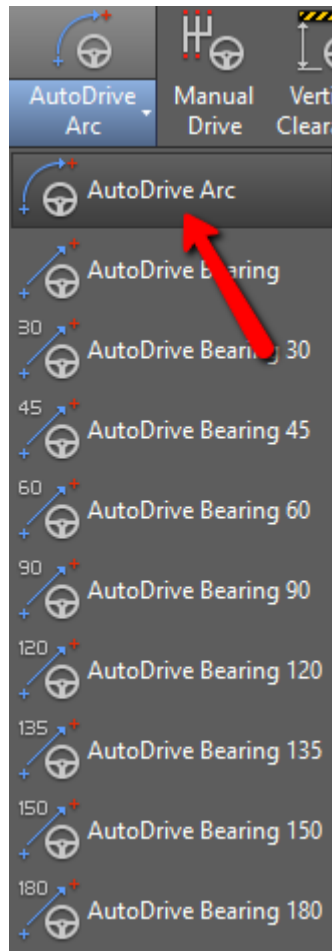 AutoDrive Arc
Manual Drive
AutoDrive Arc
AutoDrive Bearing
30 AutoDrive Bearing 30
45 AutoDrive Bearing 45
60 AutoDrive Bearing 60
90 AutoDrive Bearing 90
120 AutoDrive Bearing 120
135 AutoDrive Bearing 135
150 AutoDrive Bearing 150
180 AutoDrive Bearing 180